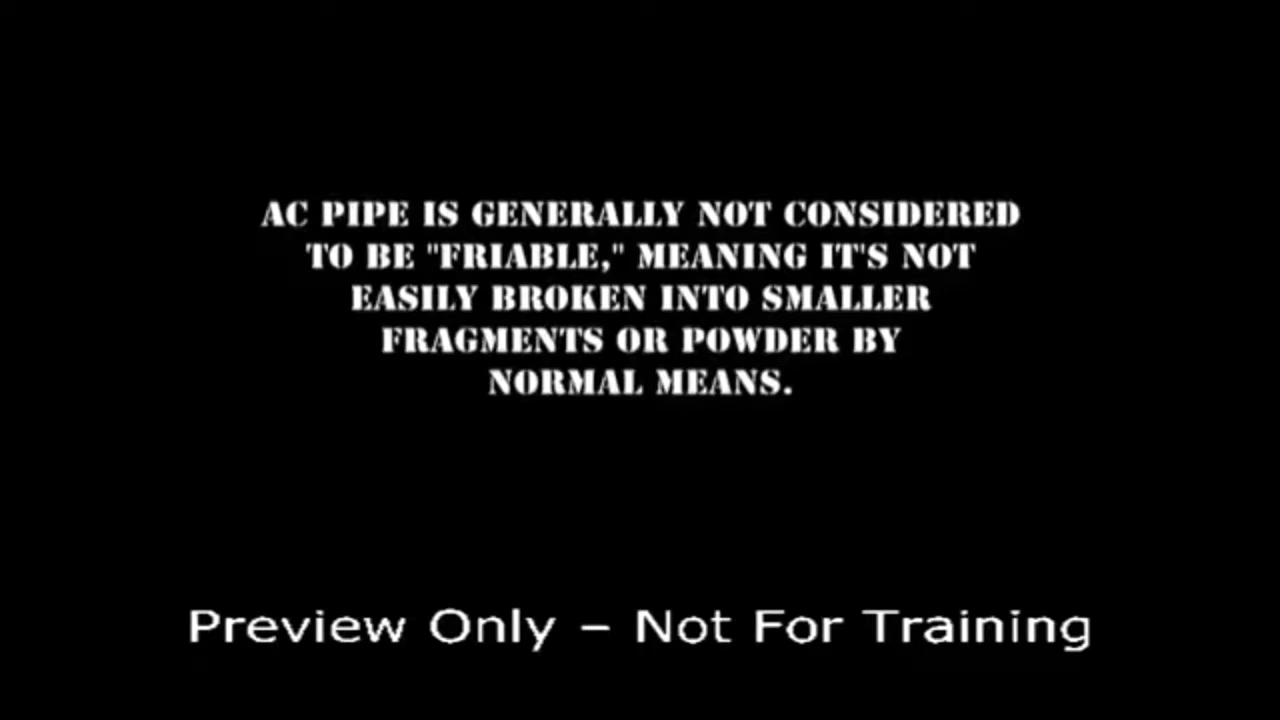 AC PIPE IS GENERALLY NOT CONSIDERED
TO BE "FRIABLE," MEANING IT'S NOT
EASILY BROKEN INTO SMALLER
FRAGMENTS OR POWDER BY
NORMAL MEANS.
Preview Only – Not For Training